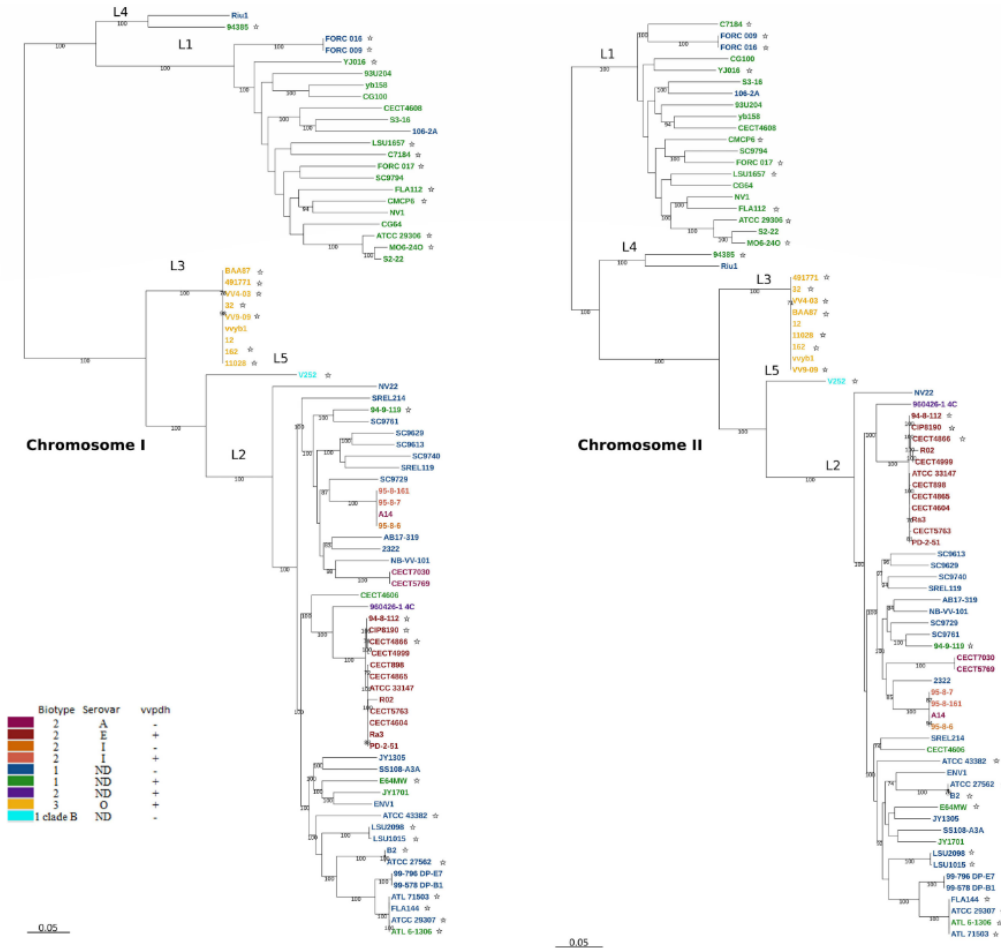 L4
Riu1
94385 ☆
L1
FORC 016 ☆
FORC 009 ☆
YJ016 ☆
93U204
yb158
CG100
CECT4608
S3-16
106-2A
LSU1657 ☆
C7184 ☆
FORC 017 ☆
SC9794
FLA112 ☆
CMCP6 ☆
NV1
CG64
ATCC 29306 ☆
MO6-24O ☆
S2-22
L3
BAA87 ☆
491771 ☆
VV4-03 ☆
32 ☆
VV9-09 ☆
vvyb1
12
162 ☆
11028 ☆
L5
V252 ☆
NV22
SREL214
94-9-119 ☆
SC9761
Chromosome I
L2
SC9629
SC9613
SC9740
SREL119
SC9729
95-8-161
95-8-7
A14
95-8-6
AB17-319
2322
NB-VV-101
CECT7030
CECT5769
CECT4606
960426-1 4C
94-8-112 ☆
CIP8190 ☆
CECT4866 ☆
CECT4999
CECT898
CECT4865
ATCC 33147
R02
CECT5763
CECT4604
Ra3
PD-2-51
JY1305
SS108-A3A
E64MW ☆
JY1701
ENV1
ATCC 43382 ☆
LSU2098 ☆
LSU1015 ☆
B2 ☆
ATCC 27562 ☆
99-796 DP-E7
99-578 DP-B1
ATL 71503 ☆
FLA144 ☆
ATCC 29307 ☆
ATL 6-1306 ☆
0.05
Biotype Serovar vvpdh
2 A -
2 E +
2 I -
2 I +
1 ND -
1 ND +
2 ND +
3 O +
1 clade B ND -
L1
C7184 ☆
FORC 009 ☆
FORC 016 ☆
CG100
YJ016 ☆
S3-16
106-2A
93U204
yb158
CECT4608
CMCP6 ☆
SC9794
FORC 017 ☆
LSU1657 ☆
CG64
NV1
FLA112 ☆
ATCC 29306 ☆
S2-22
MO6-24O ☆
L4
94385 ☆
Riu1
L3
491771 ☆
32 ☆
VV4-03 ☆
BAA87 ☆
12
11028 ☆
162 ☆
vvyb1
VV9-09 ☆
L5
V252 ☆
NV22
960426-1 4C
94-8-112 ☆
CIP8190 ☆
CECT4866 ☆
R02
CECT4999
Chromosome II
L2
ATCC 33147
CECT898
CECT4865
CECT4604
Ra3
CECT5763
PD-2-51
SC9613
SC9629
SC9740
SREL119
AB17-319
NB-VV-101
SC9729
SC9761
94-9-119 ☆
CECT7030
CECT5769
2322
95-8-7
95-8-161
A14
95-8-6
SREL214
CECT4606
ATCC 43382 ☆
ENV1
ATCC 27562 ☆
B2 ☆
E64MW ☆
JY1305
SS108-A3A
JY1701
LSU2098 ☆
LSU1015 ☆
99-796 DP-E7
99-578 DP-B1
FLA144 ☆
ATCC 29307 ☆
ATL 6-1306 ☆
ATL 71503 ☆
0.05